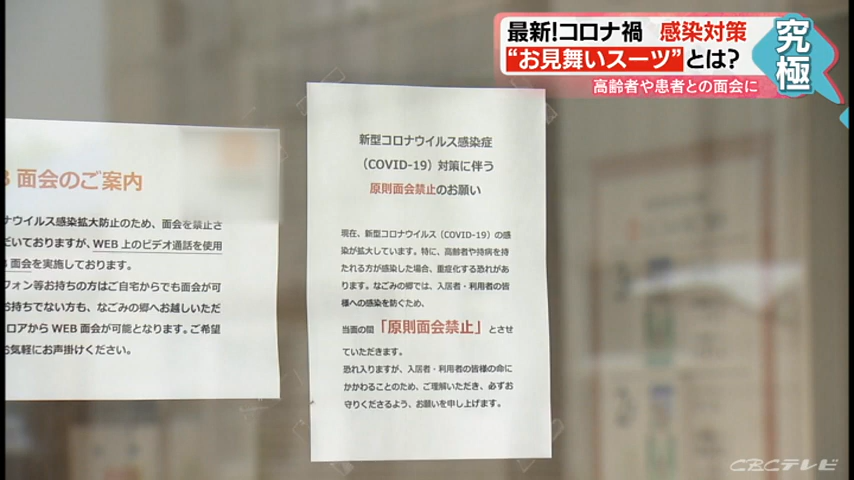 最新!コロナ禍 感染対策
“お見舞いスーツ”とは?
究極
高齢者や患者との面会に
面会のご案内
ナウイルス感染拡大防止のため、面会を禁止さ
だいておりますが、WEB上のビデオ通話を使用
面会を実施しております。
フォン等お持ちの方はご自宅からでも面会が可
お持ちでない方も、なごみの郷へお越しいただ
ロアからWEB面会が可能となります。ご希望
お気軽にお声掛けください。
新型コロナウイルス感染症
(COVID-19)対策に伴う
原則面会禁止のお願い
現在、新型コロナウイルス(COVID-19)の感
染が拡大しています。特に、高齢者や持病を持
たれる方が感染した場合、重症化する恐れがあ
ります。なごみの郷では、入居者・利用者の皆
様への感染を防ぐため、
当面の間「原則面会禁止」とさせ
ていただきます。
恐れ入りますが、入居者・利用者の皆様の命に
かかわることのため、ご理解いただき、必ずお
守りくださるよう、お願いを申し上げます。
CBCテレビ